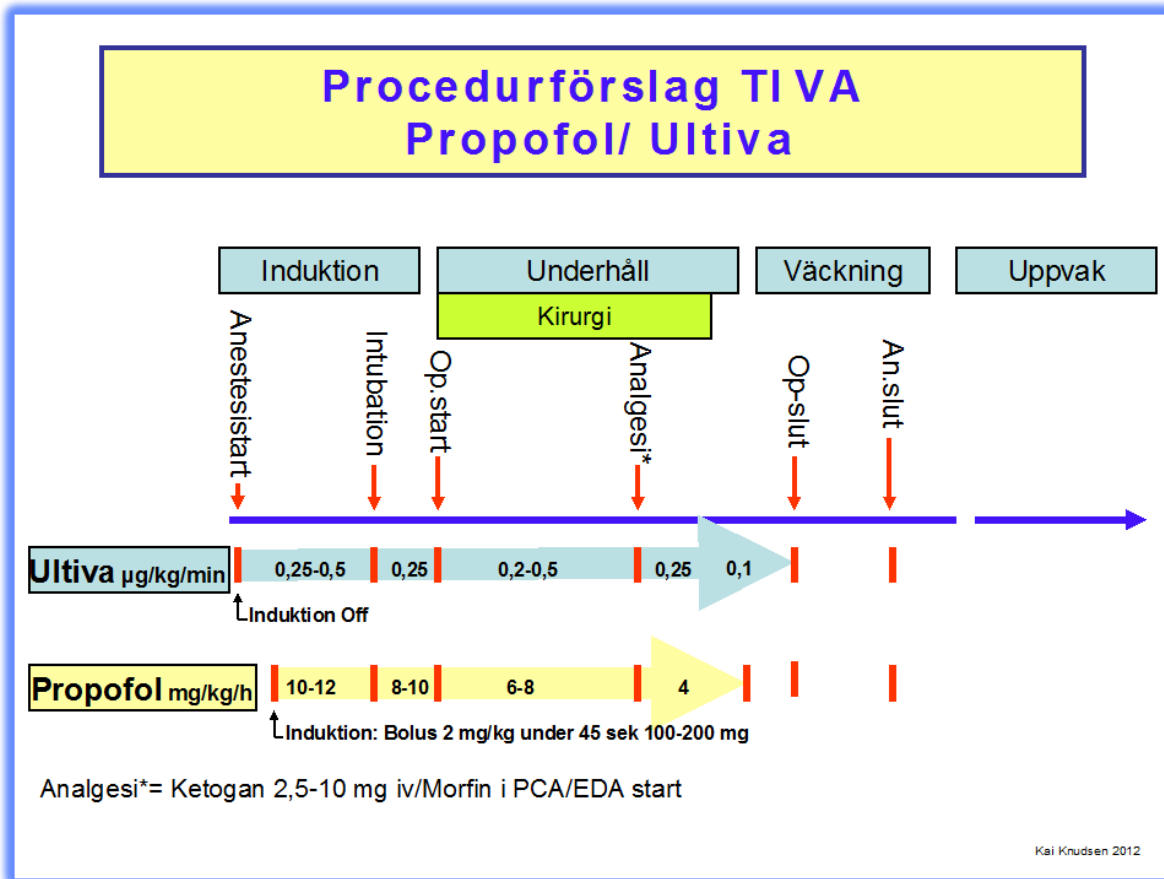 Procedurförslag TIVA
Propofol/ Ultiva
Induktion
Underhåll
Väckning
Uppvak
Kirurgi
Anestesistart
Intubation
Op.start
Analgesi*
Op-slut
An.slut
Ultiva µg/kg/min
0,25-0,5
0,25
0,2-0,5
0,25
0,1
Induktion Off
Propofol mg/kg/h
10-12
8-10
6-8
4
Induktion: Bolus 2 mg/kg under 45 sek 100-200 mg
Analgesi*= Ketogan 2,5-10 mg iv/Morfin i PCA/EDA start
Kai Knudsen 2012